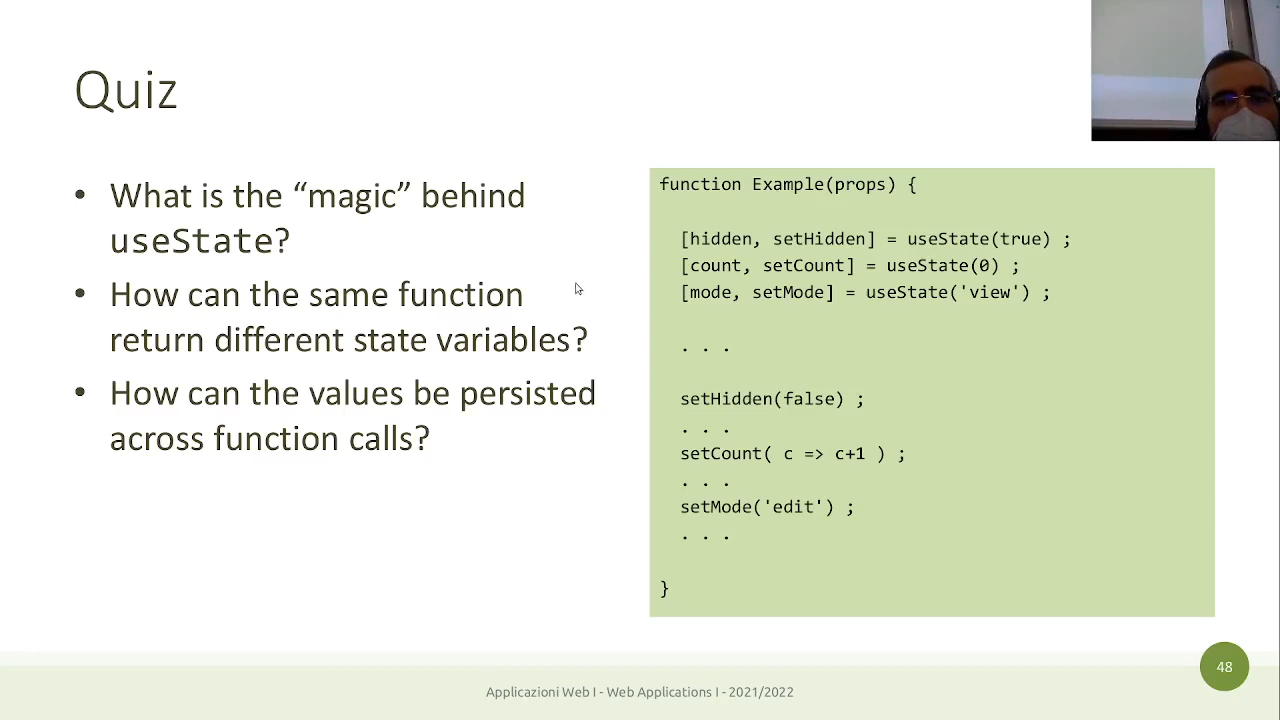 Quiz
• What is the “magic” behind
useState?
• How can the same function
return different state variables?
• How can the values be persisted
across function calls?
function Example(props) {
[hidden, setHidden] = useState(true) ;
[count, setCount] = useState(0) ;
[mode, setMode] = useState('view') ;
. . .
setHidden(false) ;
. . .
setCount( c => c+1 ) ;
. . .
setMode('edit') ;
. . .
}
48
Applicazioni Web I - Web Applications I - 2021/2022